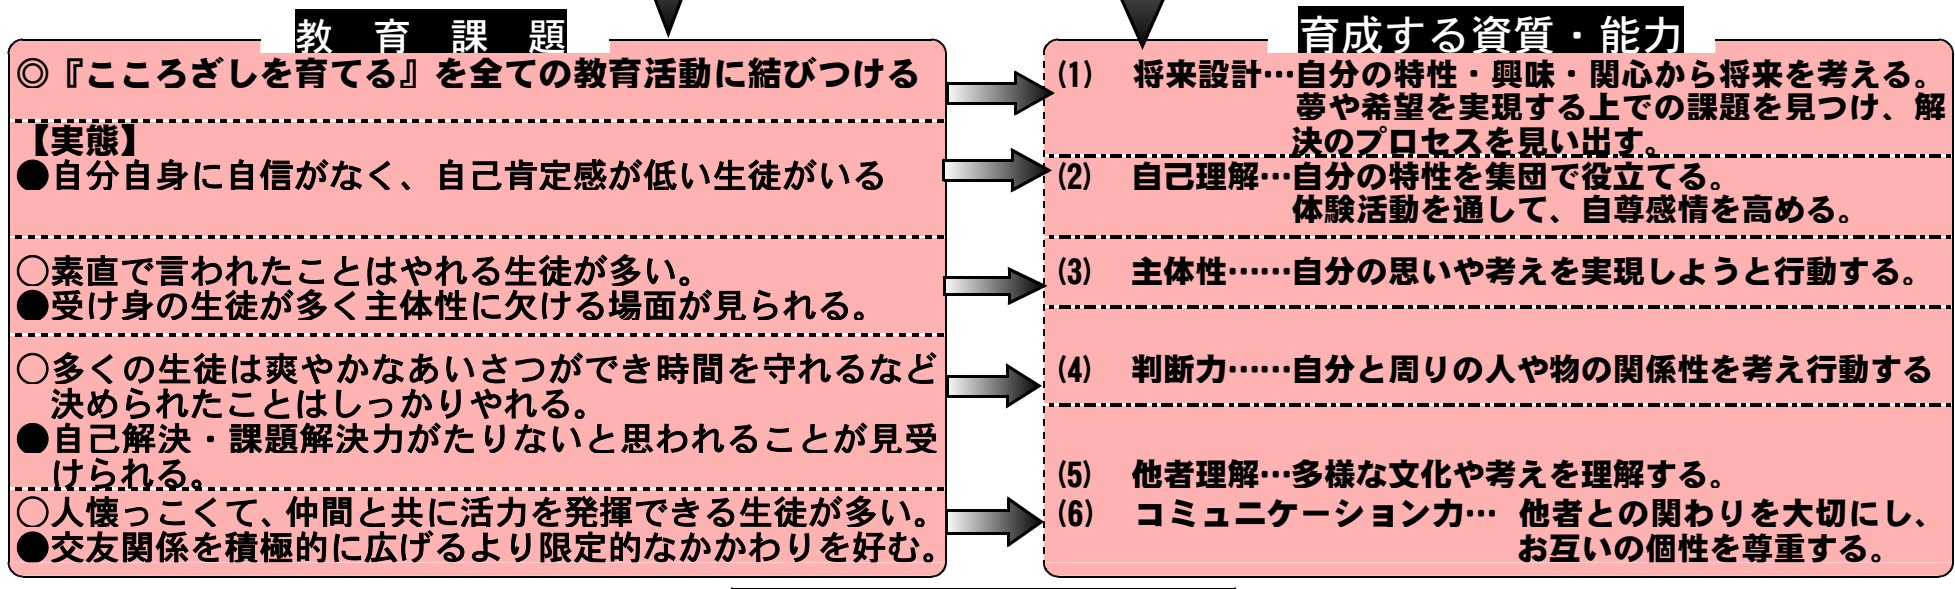 教　育　課　題
◎『こころざしを育てる』を全ての教育活動に結びつける
【実態】
●自分自身に自信がなく、自己肯定感が低い生徒がいる
○素直で言われたことはやれる生徒が多い。
●受け身の生徒が多く主体性に欠ける場面が見られる。
○多くの生徒は爽やかなあいさつができ時間を守れるなど
決められたことはしっかりやれる。
●自己解決・課題解決力がたりないと思われることが見受
けられる。
○人懐っこくて、仲間と共に活力を発揮できる生徒が多い。
●交友関係を積極的に広げるより限定的なかかわりを好む。
育成する資質・能力
(1)　将来設計…自分の特性・興味・関心から将来を考える。
夢や希望を実現する上での課題を見つけ、解
決のプロセスを見い出す。
(2)　自己理解…自分の特性を集団で役立てる。
体験活動を通して、自尊感情を高める。
(3)　主体性……自分の思いや考えを実現しようと行動する。
(4)　判断力……自分と周りの人や物の関係性を考え行動する
(5)　他者理解…多様な文化や考えを理解する。
(6)　コミュニケーション力…　他者との関わりを大切にし、
お互いの個性を尊重する。